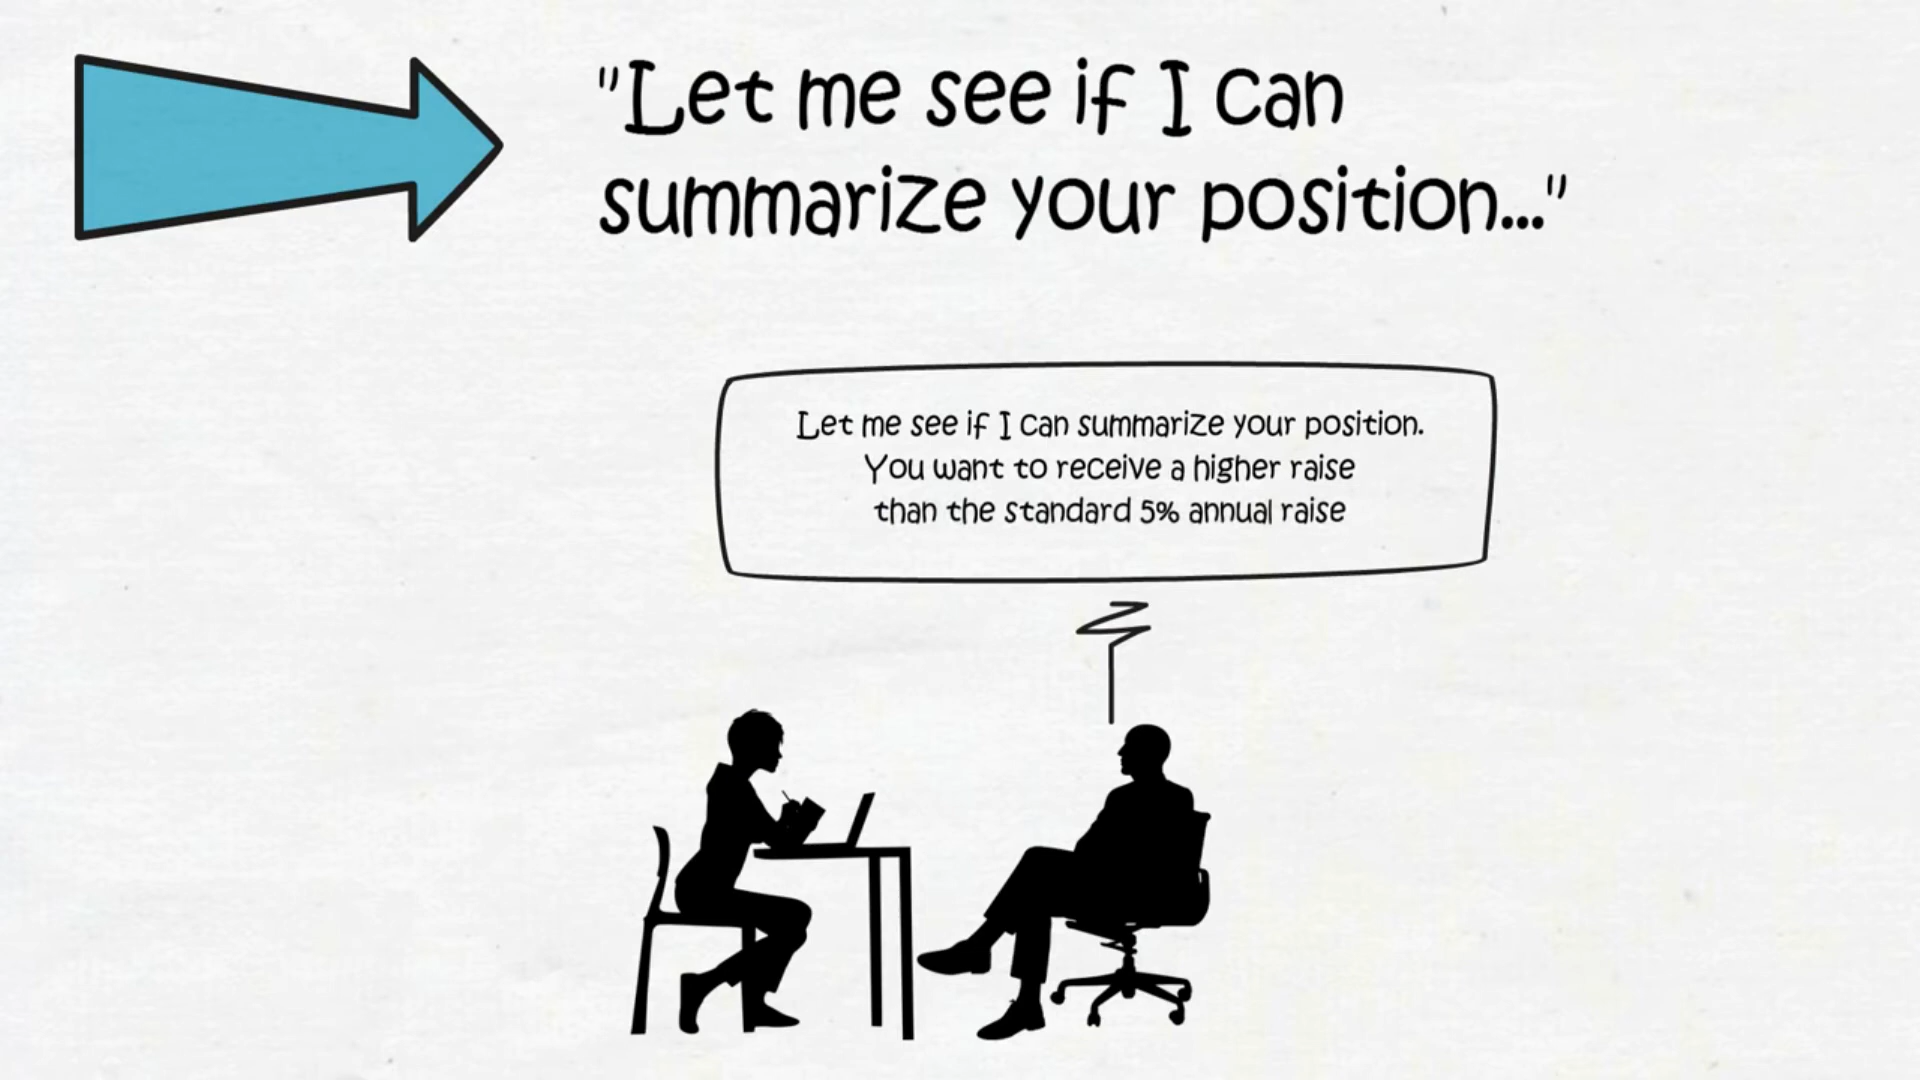 "Let me see if I can
summarize your position..."
Let me see if I can summarize your position.
You want to receive a higher raise
than the standard 5% annual raise